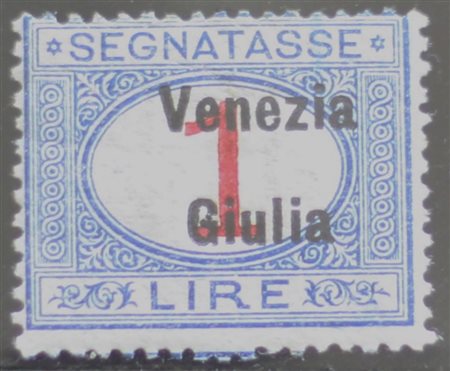 SEGNATASSE
Venezia
1
Giulia
LIRE